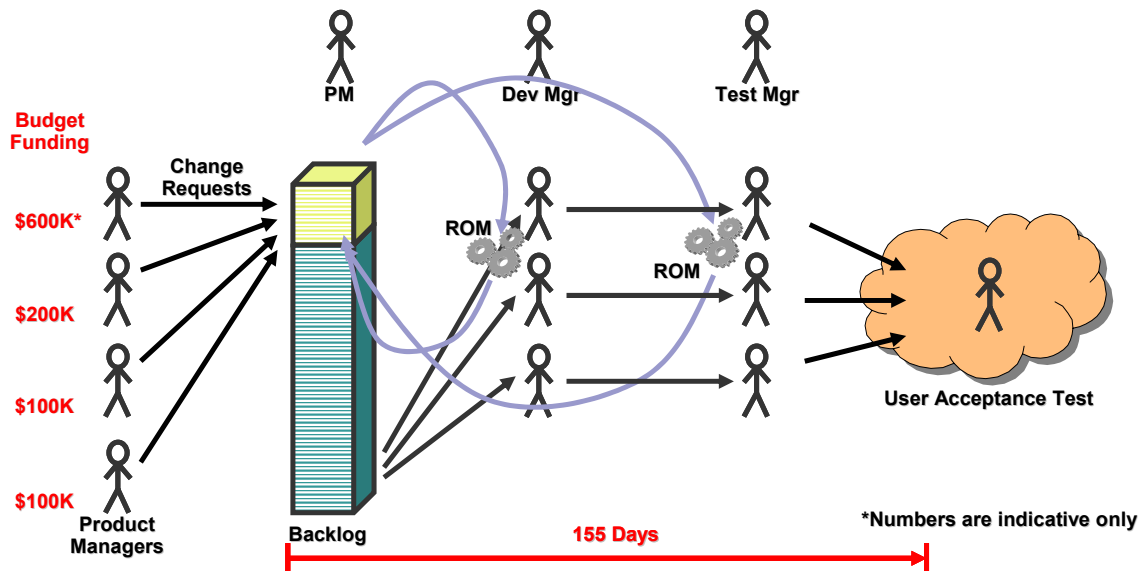 PM
Dev Mgr
Test Mgr
Budget
Funding
Change
Requests
$600K*
ROM
ROM
$200K
$100K
User Acceptance Test
$100K
Product
Managers
Backlog
155 Days
*Numbers are indicative only